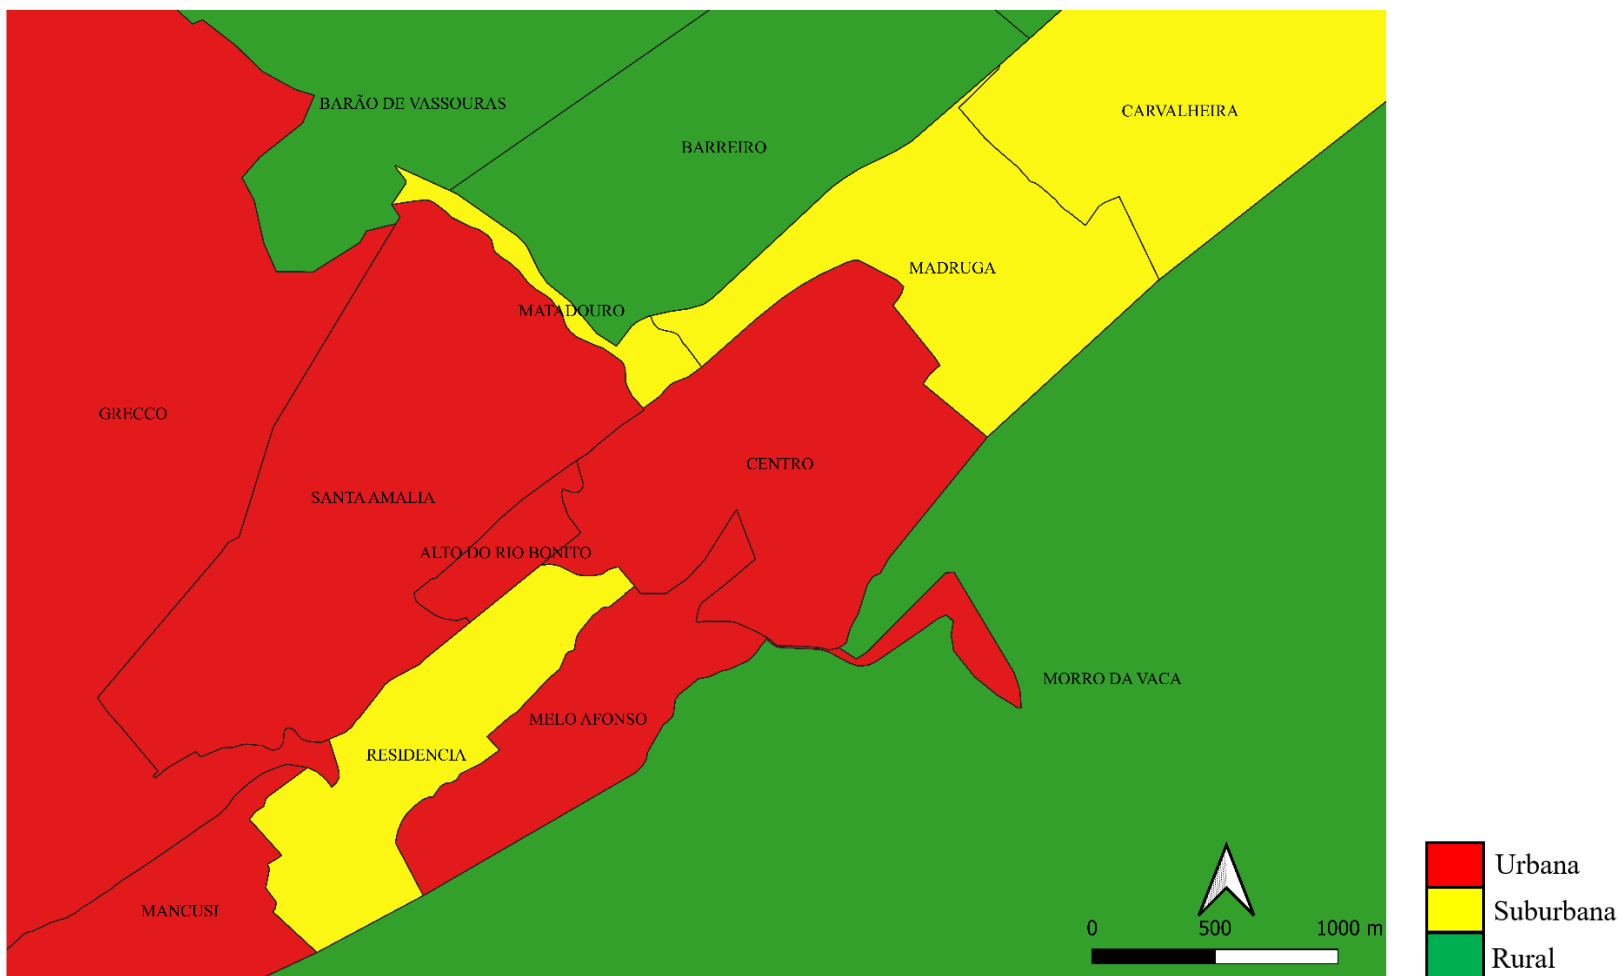 BARÃO DE VASSOURAS
CARVALHEIRA
BARREIRO
MADRUGA
MATADOURO
GRECCO
CENTRO
SANTA AMALIA
ALTO DO RIO BONITO
MORRO DA VACA
MELO AFONSO
RESIDENCIA
MANCUSI
0 500 1000 m
Urbana
Suburbana
Rural